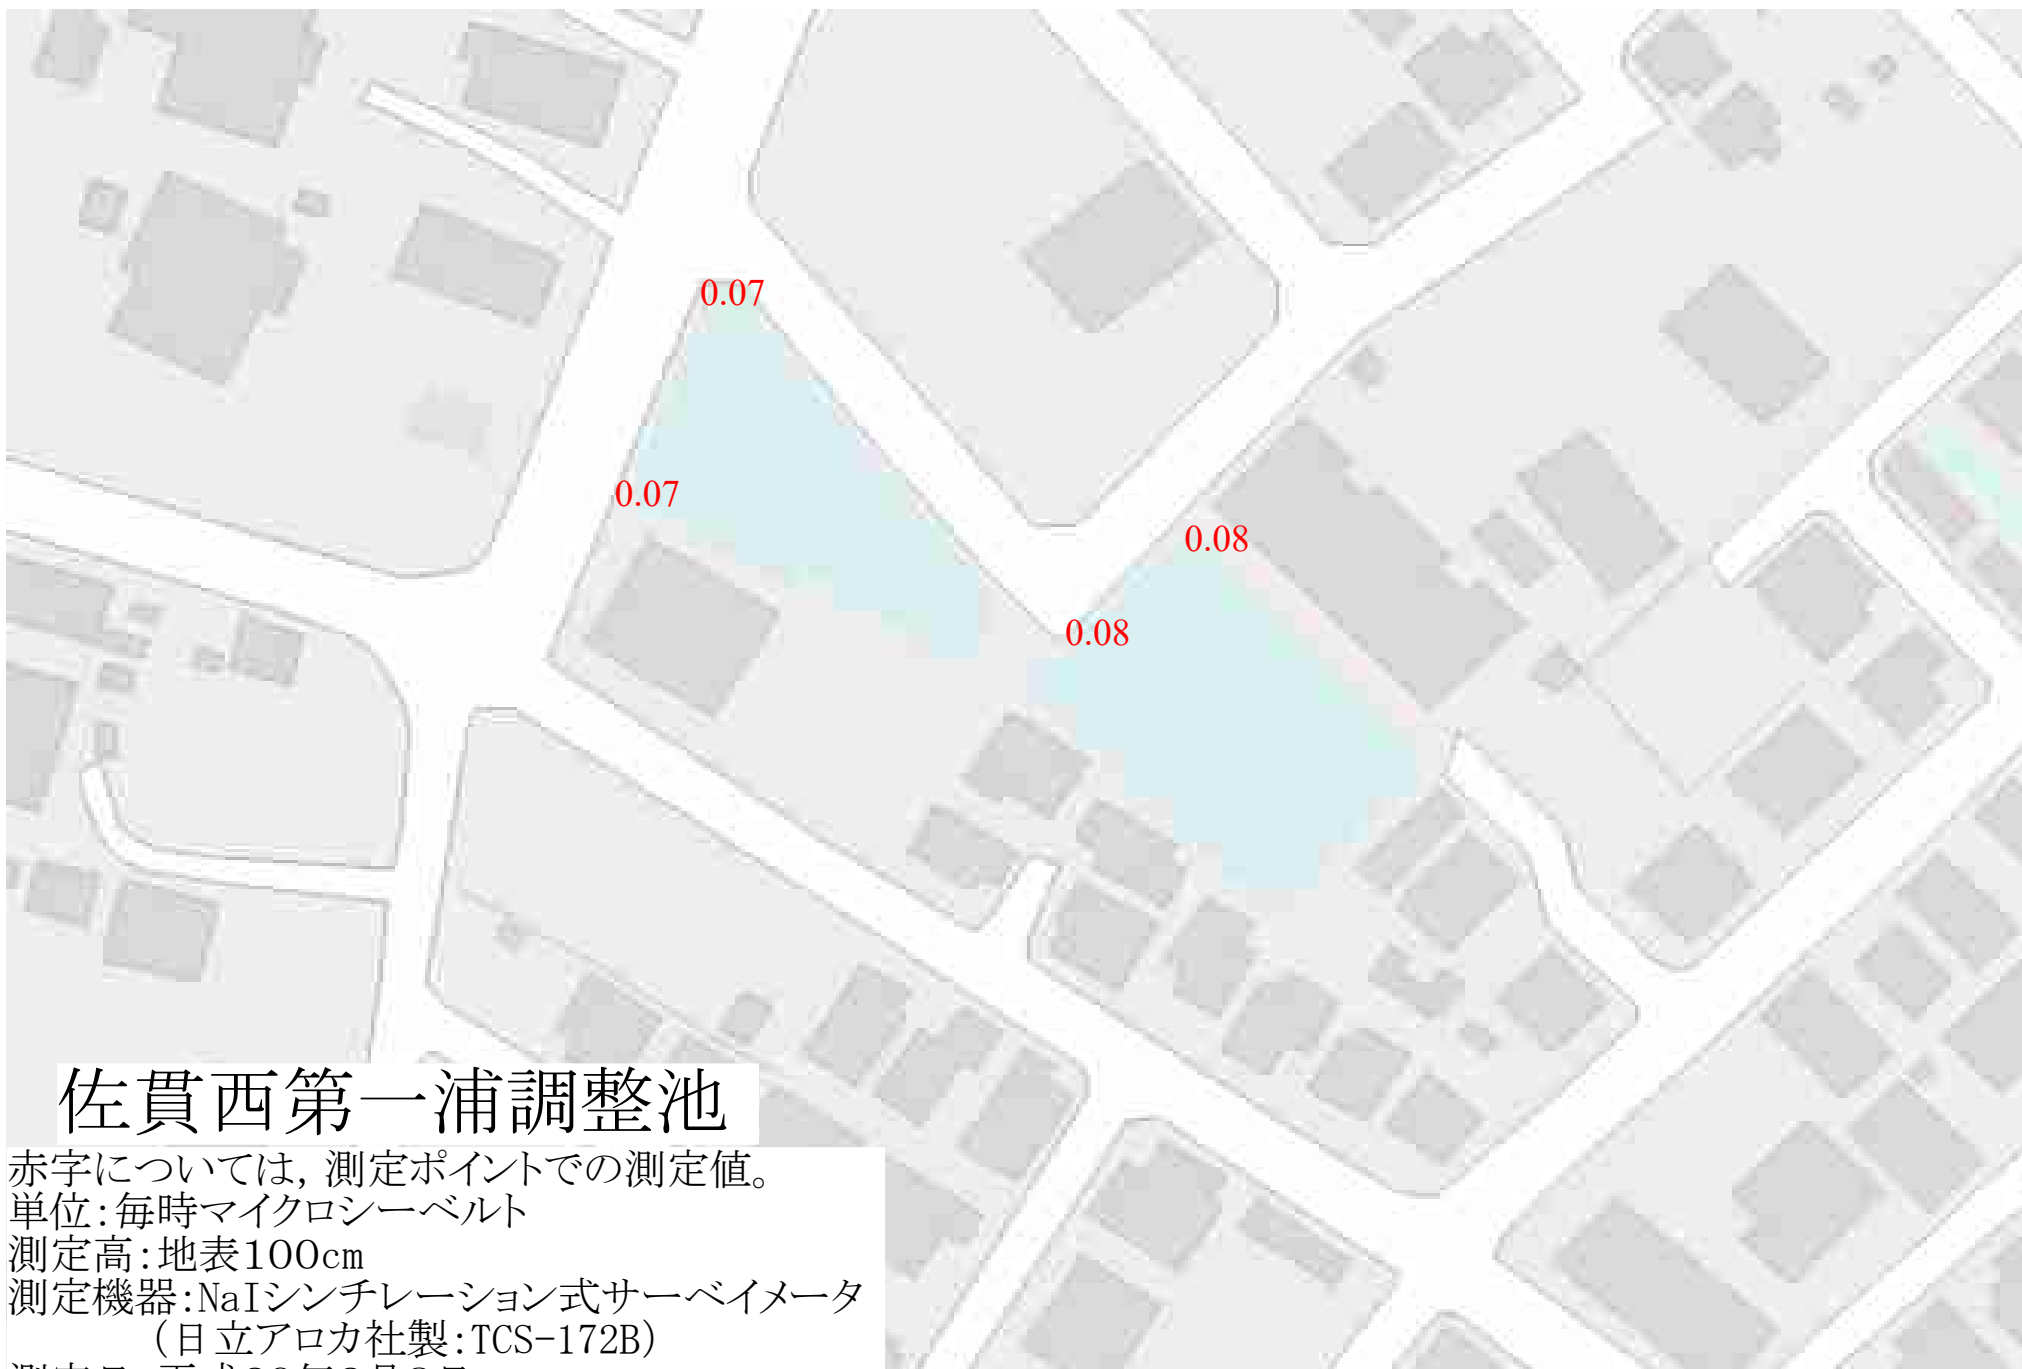 0.07
0.07
0.08
0.08
佐貫西第一浦調整池
赤字については，測定ポイントでの測定値。
単位：毎時マイクロシーベルト
測定高：地表１００cm
測定機器：NaIシンチレーション式サーベイメータ
（日立アロカ社製：TCS-172B）